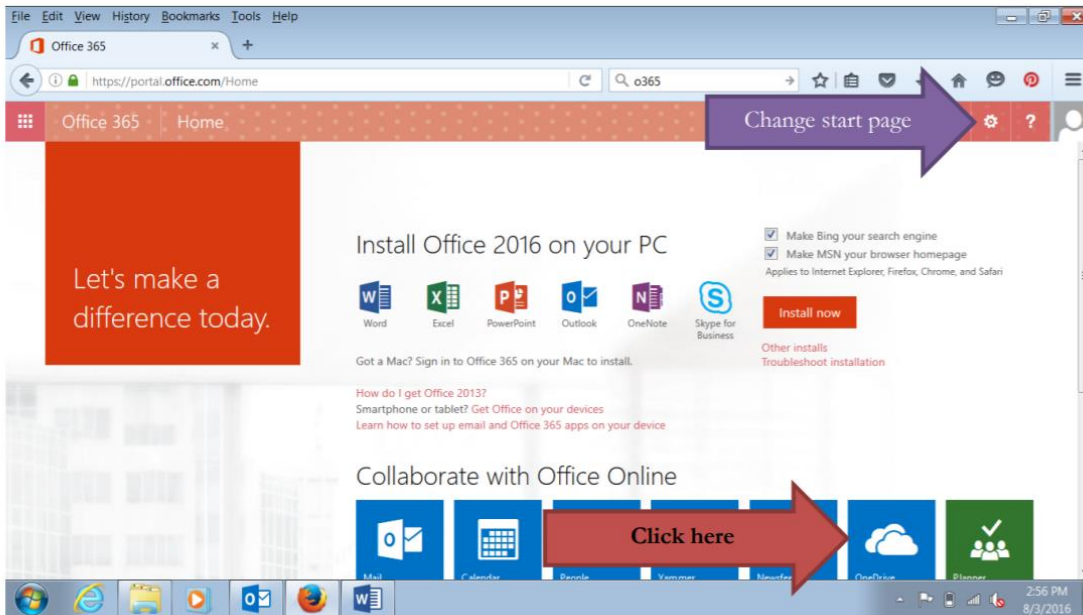 File Edit View History Bookmarks Tools Help
Office 365
https://portal.office.com/Home
o365
Office 365 Home
Change start page
?
Let's make a
difference today.
Install Office 2016 on your PC
Word Excel PowerPoint Outlook OneNote Skype for
Business
Got a Mac? Sign in to Office 365 on your Mac to install.
How do I get Office 2013?
Smartphone or tablet? Get Office on your devices
Learn how to set up email and Office 365 apps on your device
Make Bing your search engine
Make MSN your browser homepage
Applies to Internet Explorer, Firefox, Chrome, and Safari
Install now
Other installs
Troubleshoot installation
Collaborate with Office Online
Click here
Mail Calendar People Yammer Newsfeed OneDrive Planner
2:56 PM
8/3/2016